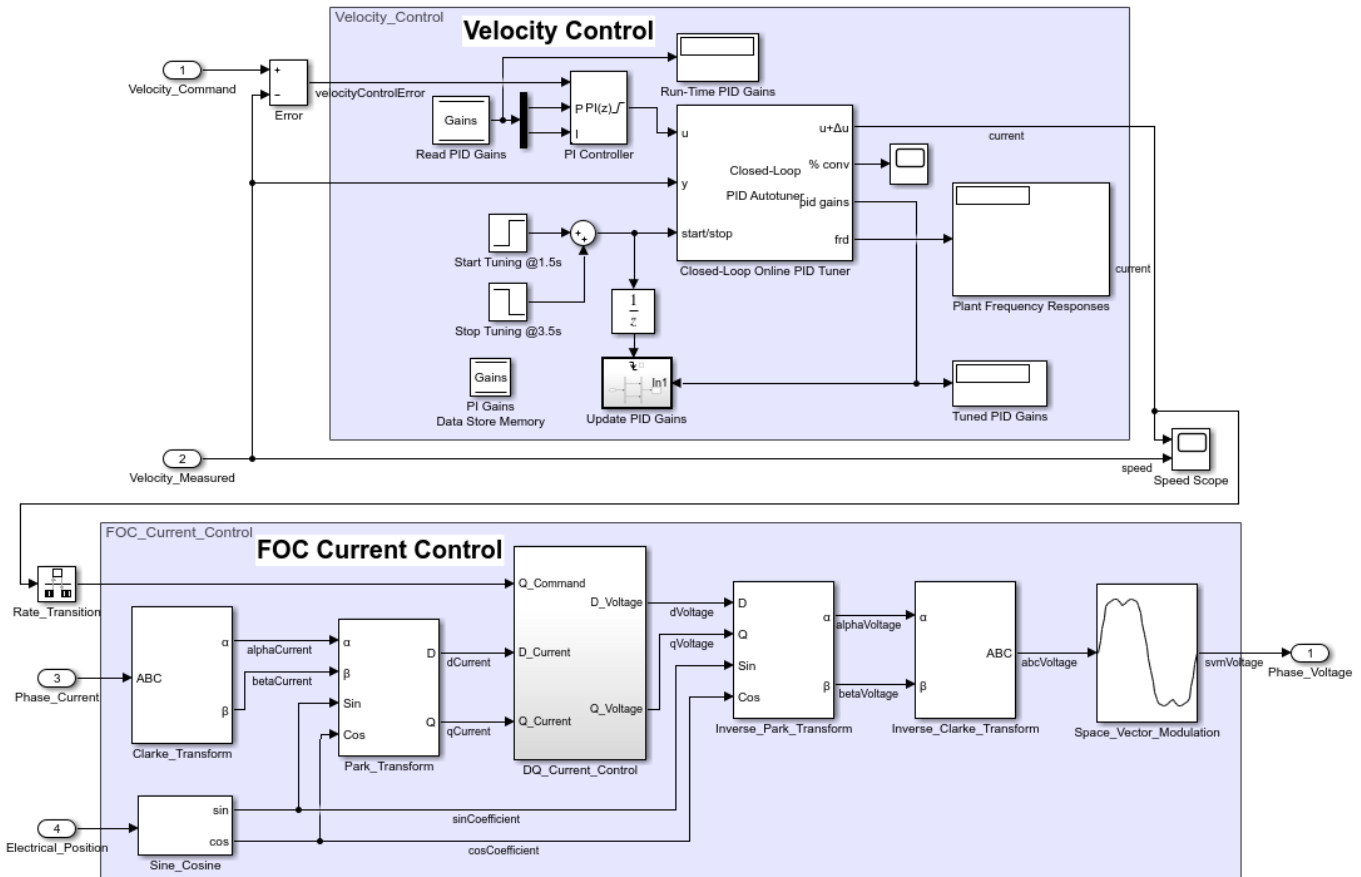 Velocity_Control
Velocity Control
1
Velocity_Command
+
−
Error
velocityControlError
Gains
Read PID Gains
P
I
PI(z)
PI Controller
Run-Time PID Gains
u
y
start/stop
Closed-Loop
PID Autotuner
u+Δu
% conv
pid gains
frd
Closed-Loop Online PID Tuner
current
Plant Frequency Responses
current
Start Tuning @1.5s
+
+
Stop Tuning @3.5s
1
z
Gains
PI Gains
Data Store Memory
In1
Update PID Gains
Tuned PID Gains
2
Velocity_Measured
speed
Speed Scope
FOC_Current_Control
FOC Current Control
Rate_Transition
3
Phase_Current
ABC
α
β
Clarke_Transform
alphaCurrent
betaCurrent
α
β
Sin
Cos
D
Q
Park_Transform
dCurrent
qCurrent
Q_Command
D_Current
Q_Current
D_Voltage
Q_Voltage
DQ_Current_Control
dVoltage
qVoltage
D
Q
Sin
Cos
α
β
Inverse_Park_Transform
alphaVoltage
betaVoltage
α
β
ABC
Inverse_Clarke_Transform
abcVoltage
Space_Vector_Modulation
svmVoltage
1
Phase_Voltage
4
Electrical_Position
sin
cos
Sine_Cosine
sinCoefficient
cosCoefficient